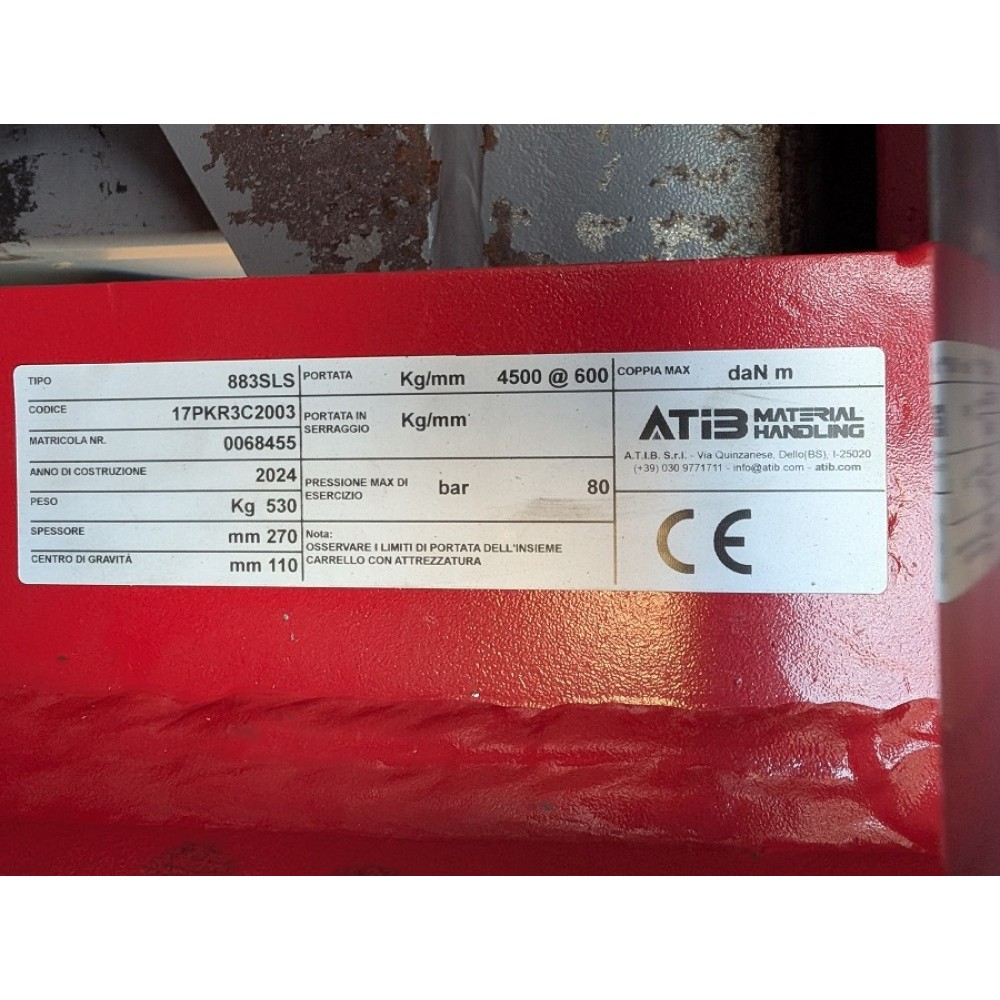 TIPO 883SLS
CODICE 17PKR3C2003
MATRICOLA NR. 0068455
ANNO DI COSTRUZIONE 2024
PESO Kg 530
SPESSORE mm 270
CENTRO DI GRAVITÀ mm 110
PORTATA Kg/mm 4500 @ 600
PORTATA IN SERRAGGIO Kg/mm
PRESSIONE MAX DI ESERCIZIO bar 80
Nota:
OSSERVARE I LIMITI DI PORTATA DELL'INSIEME
CARRELLO CON ATTREZZATURA
COPPIA MAX daN m
ATIB MATERIAL HANDLING
A.T.I.B. S.r.l. - Via Quinzanese, Dello(BS), I-25020
(+39) 030 9771711 - info@atib.com - atib.com
CE